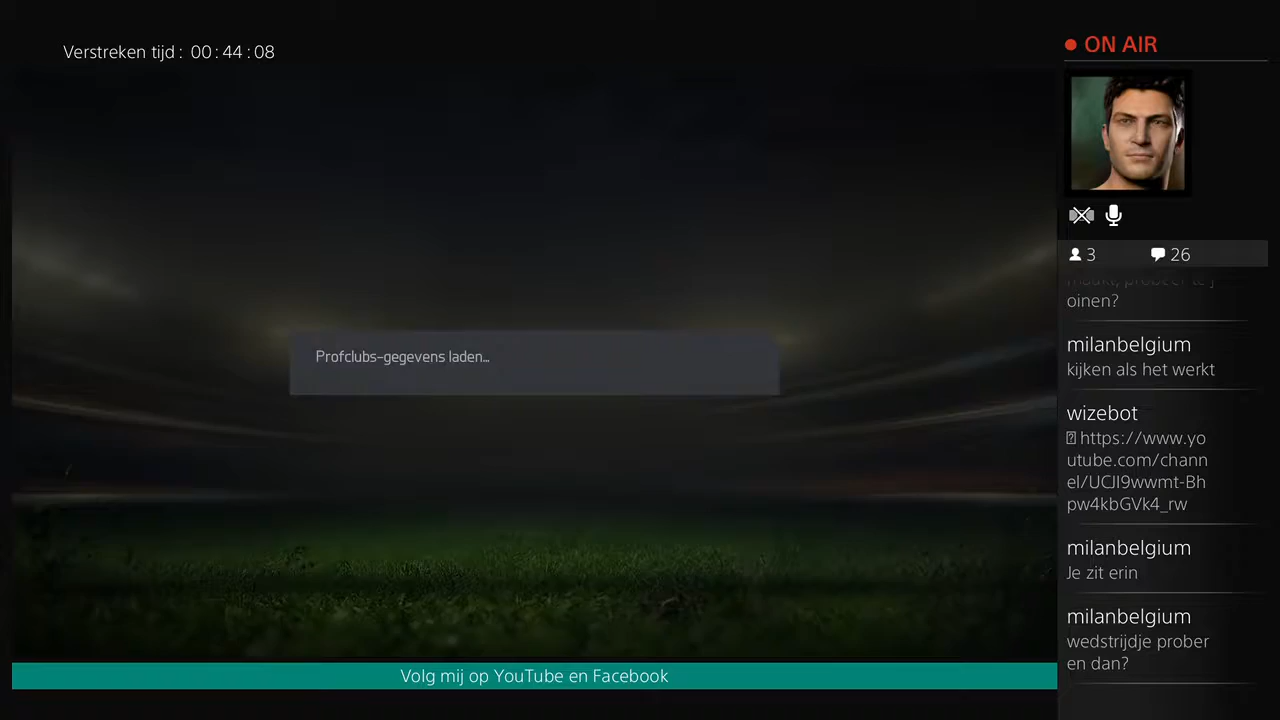 Verstreken tijd: 00:44:08
ON AIR
3 26
oinen?
milanbelgium
kijken als het werkt
wizebot
https://www.yo
utube.com/chann
el/UCJI9wwmt-Bh
pw4kbGVk4_rw
milanbelgium
Je zit erin
milanbelgium
wedstrijdje prober
en dan?
Profclubs-gegevens laden...
Volg mij op YouTube en Facebook